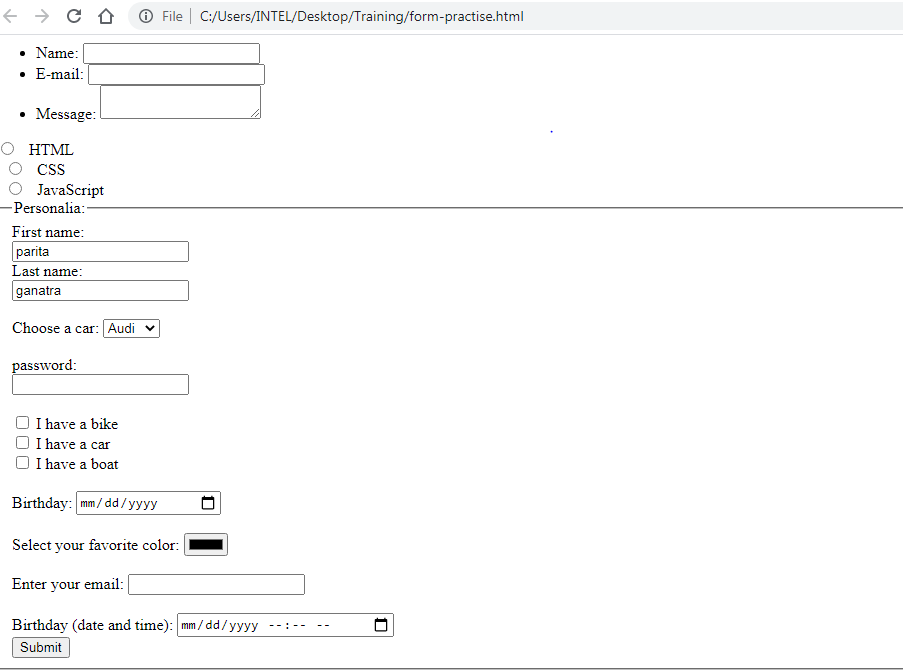 File | C:/Users/INTEL/Desktop/Training/form-practise.html
Name:
E-mail:
Message:
HTML
CSS
JavaScript
Personalia:
First name:
parita
Last name:
ganatra
Choose a car: Audi
password:
I have a bike
I have a car
I have a boat
Birthday: mm/dd/yyyy
Select your favorite color:
Enter your email:
Birthday (date and time): mm/dd/yyyy --:-- --
Submit